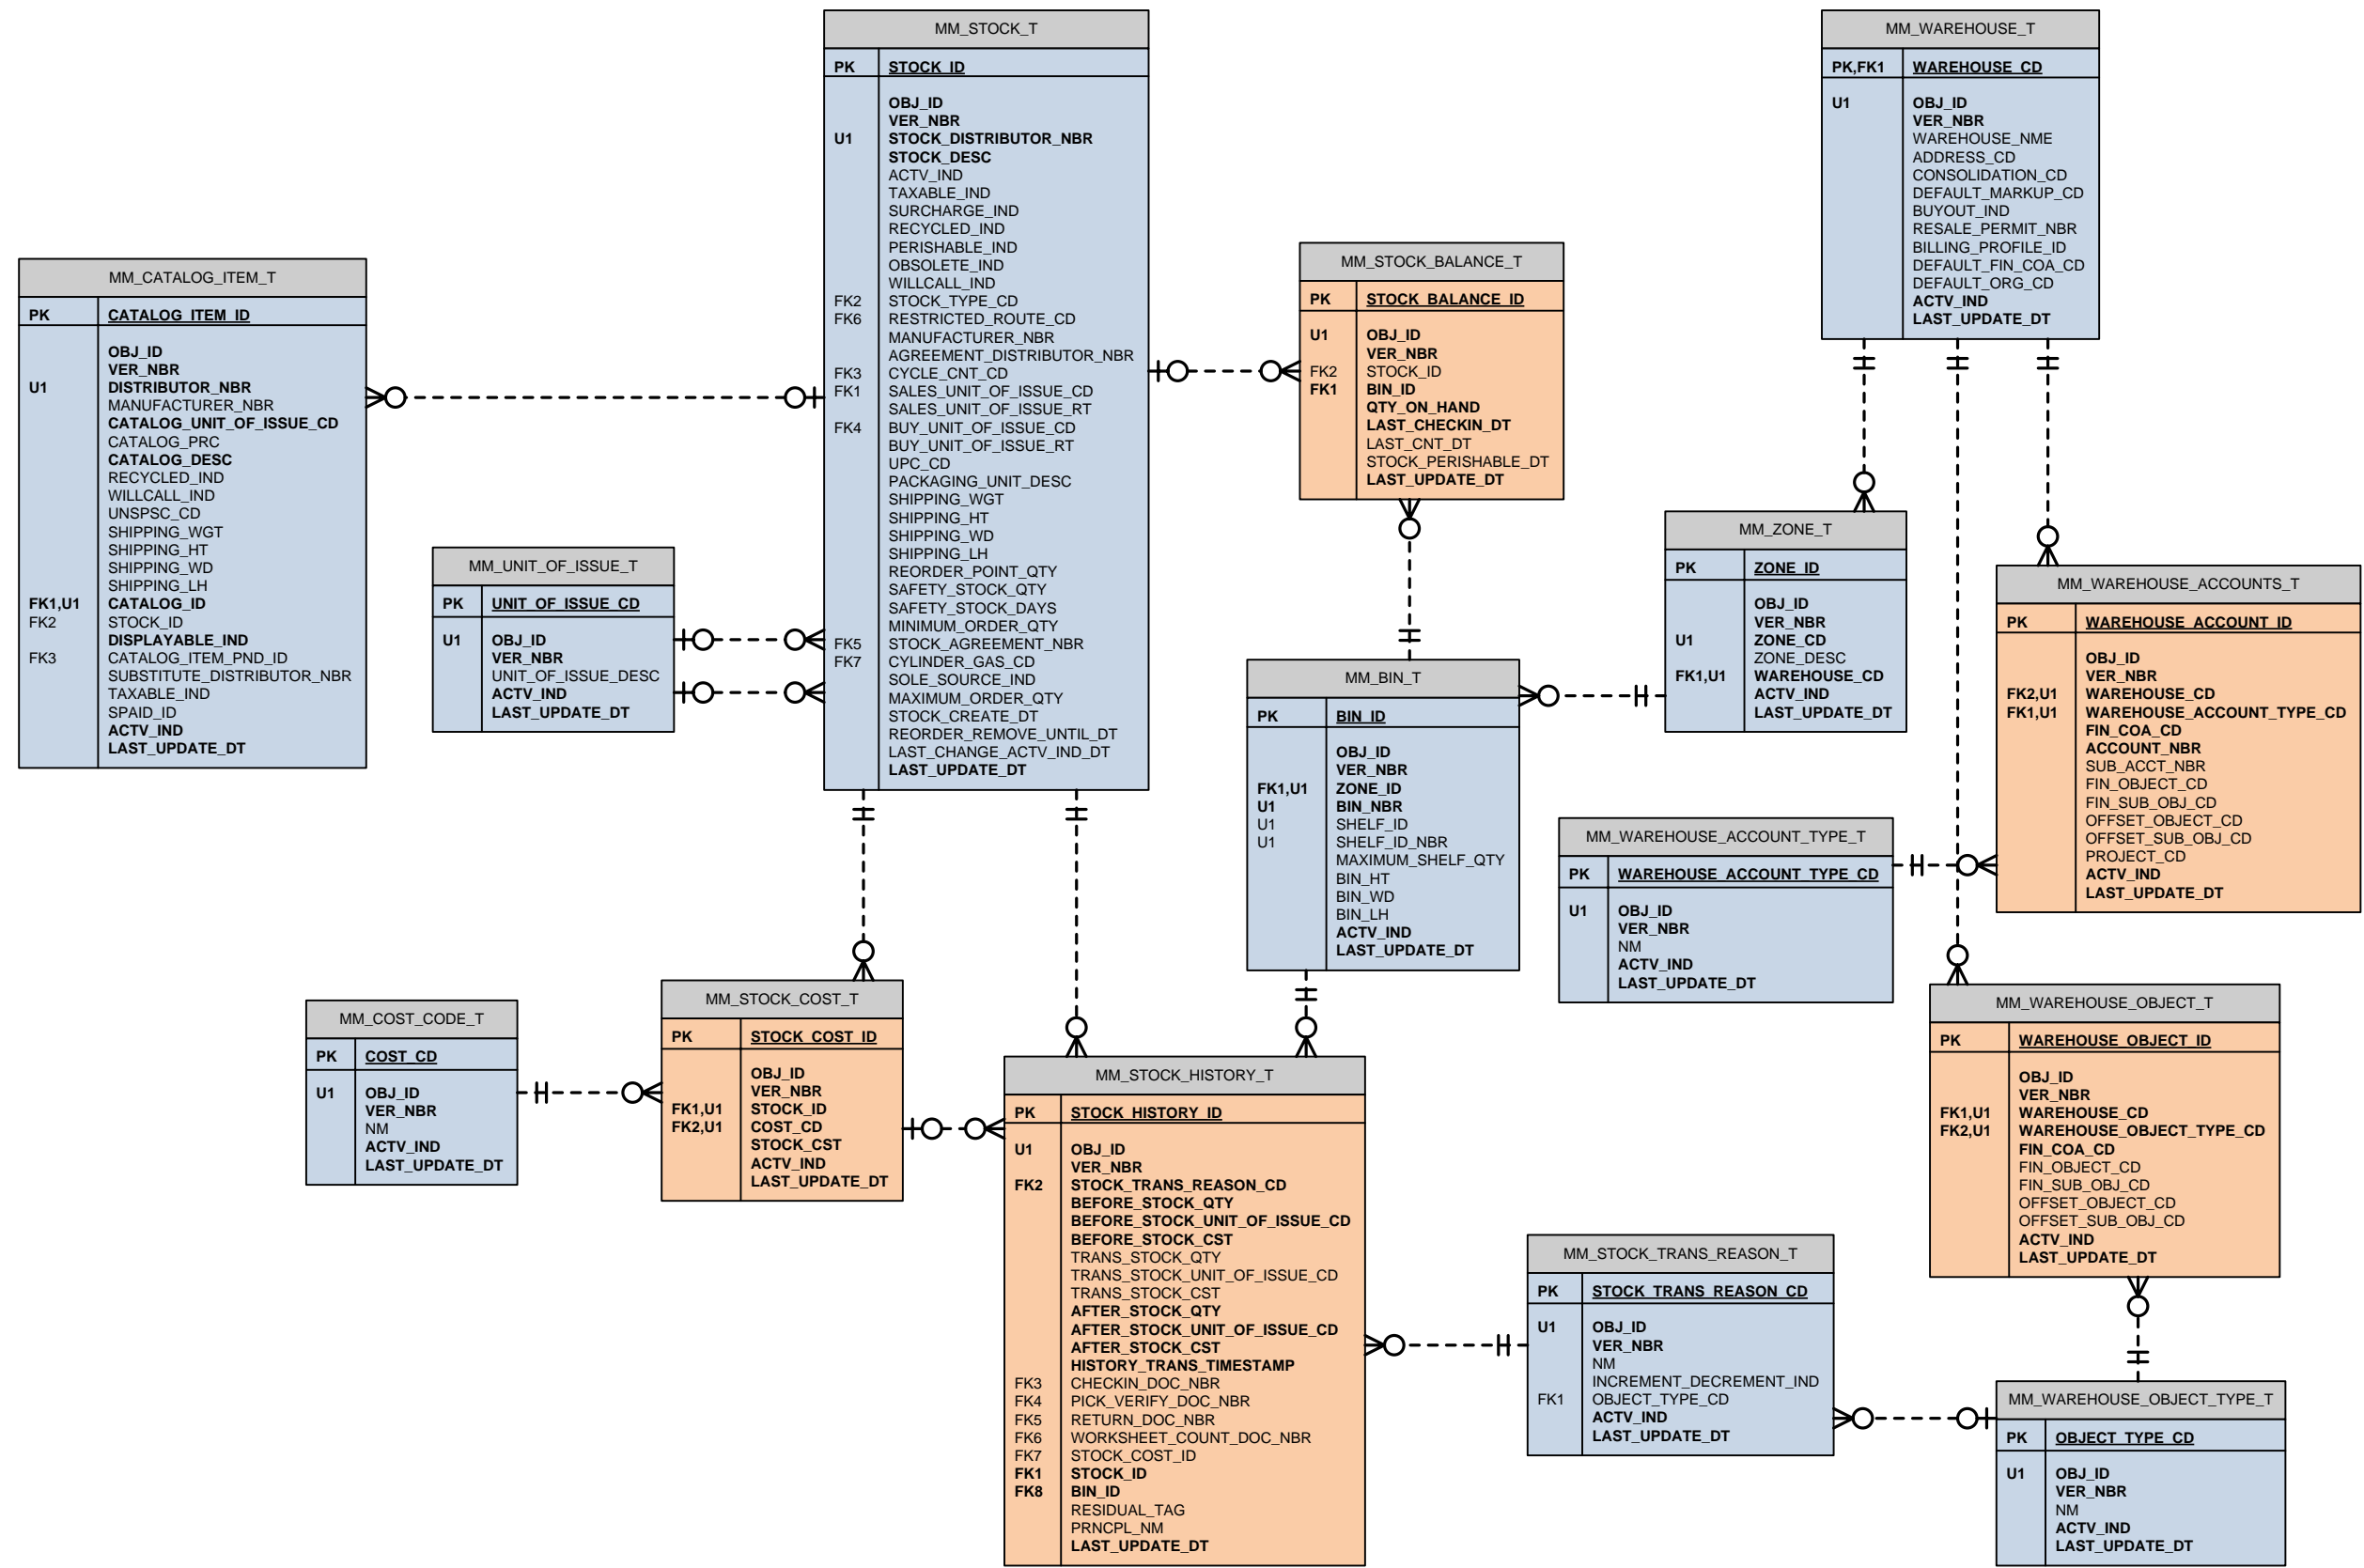 MM_STOCK_T
PK STOCK_ID
OBJ_ID
VER_NBR
U1 STOCK_DISTRIBUTOR_NBR
STOCK_DESC
ACTV_IND
TAXABLE_IND
SURCHARGE_IND
RECYCLED_IND
PERISHABLE_IND
OBSOLETE_IND
WILLCALL_IND
FK2 STOCK_TYPE_CD
FK6 RESTRICTED_ROUTE_CD
MANUFACTURER_NBR
AGREEMENT_DISTRIBUTOR_NBR
FK3 CYCLE_CNT_CD
FK1 SALES_UNIT_OF_ISSUE_CD
SALES_UNIT_OF_ISSUE_RT
FK4 BUY_UNIT_OF_ISSUE_CD
BUY_UNIT_OF_ISSUE_RT
UPC_CD
PACKAGING_UNIT_DESC
SHIPPING_WGT
SHIPPING_HT
SHIPPING_WD
SHIPPING_LH
REORDER_POINT_QTY
SAFETY_STOCK_QTY
SAFETY_STOCK_DAYS
MINIMUM_ORDER_QTY
FK5 STOCK_AGREEMENT_NBR
FK7 CYLINDER_GAS_CD
SOLE_SOURCE_IND
MAXIMUM_ORDER_QTY
STOCK_CREATE_DT
REORDER_REMOVE_UNTIL_DT
LAST_CHANGE_ACTV_IND_DT
LAST_UPDATE_DT
MM_WAREHOUSE_T
PK,FK1 WAREHOUSE_CD
U1 OBJ_ID
VER_NBR
WAREHOUSE_NME
ADDRESS_CD
CONSOLIDATION_CD
DEFAULT_MARKUP_CD
BUYOUT_IND
RESALE_PERMIT_NBR
BILLING_PROFILE_ID
DEFAULT_FIN_COA_CD
DEFAULT_ORG_CD
ACTV_IND
LAST_UPDATE_DT
MM_CATALOG_ITEM_T
PK CATALOG_ITEM_ID
OBJ_ID
VER_NBR
U1 DISTRIBUTOR_NBR
MANUFACTURER_NBR
CATALOG_UNIT_OF_ISSUE_CD
CATALOG_PRC
CATALOG_DESC
RECYCLED_IND
WILLCALL_IND
UNSPSC_CD
SHIPPING_WGT
SHIPPING_HT
SHIPPING_WD
SHIPPING_LH
FK1,U1 CATALOG_ID
FK2 STOCK_ID
DISPLAYABLE_IND
FK3 CATALOG_ITEM_PND_ID
SUBSTITUTE_DISTRIBUTOR_NBR
TAXABLE_IND
SPAID_ID
ACTV_IND
LAST_UPDATE_DT
MM_STOCK_BALANCE_T
PK STOCK_BALANCE_ID
U1 OBJ_ID
VER_NBR
FK2 STOCK_ID
FK1 BIN_ID
QTY_ON_HAND
LAST_CHECKIN_DT
LAST_CNT_DT
STOCK_PERISHABLE_DT
LAST_UPDATE_DT
MM_UNIT_OF_ISSUE_T
PK UNIT_OF_ISSUE_CD
U1 OBJ_ID
VER_NBR
UNIT_OF_ISSUE_DESC
ACTV_IND
LAST_UPDATE_DT
MM_ZONE_T
PK ZONE_ID
OBJ_ID
VER_NBR
U1 ZONE_CD
ZONE_DESC
FK1,U1 WAREHOUSE_CD
ACTV_IND
LAST_UPDATE_DT
MM_WAREHOUSE_ACCOUNTS_T
PK WAREHOUSE_ACCOUNT_ID
OBJ_ID
VER_NBR
FK2,U1 WAREHOUSE_CD
FK1,U1 WAREHOUSE_ACCOUNT_TYPE_CD
FIN_COA_CD
ACCOUNT_NBR
SUB_ACCT_NBR
FIN_OBJECT_CD
FIN_SUB_OBJ_CD
OFFSET_OBJECT_CD
OFFSET_SUB_OBJ_CD
PROJECT_CD
ACTV_IND
LAST_UPDATE_DT
MM_BIN_T
PK BIN_ID
OBJ_ID
VER_NBR
FK1,U1 ZONE_ID
U1 BIN_NBR
U1 SHELF_ID
U1 SHELF_ID_NBR
MAXIMUM_SHELF_QTY
BIN_HT
BIN_WD
BIN_LH
ACTV_IND
LAST_UPDATE_DT
MM_WAREHOUSE_ACCOUNT_TYPE_T
PK WAREHOUSE_ACCOUNT_TYPE_CD
U1 OBJ_ID
VER_NBR
NM
ACTV_IND
LAST_UPDATE_DT
MM_COST_CODE_T
PK COST_CD
U1 OBJ_ID
VER_NBR
NM
ACTV_IND
LAST_UPDATE_DT
MM_STOCK_COST_T
PK STOCK_COST_ID
OBJ_ID
VER_NBR
FK1,U1 STOCK_ID
FK2,U1 COST_CD
STOCK_CST
ACTV_IND
LAST_UPDATE_DT
MM_STOCK_HISTORY_T
PK STOCK_HISTORY_ID
U1 OBJ_ID
VER_NBR
FK2 STOCK_TRANS_REASON_CD
BEFORE_STOCK_QTY
BEFORE_STOCK_UNIT_OF_ISSUE_CD
BEFORE_STOCK_CST
TRANS_STOCK_QTY
TRANS_STOCK_UNIT_OF_ISSUE_CD
TRANS_STOCK_CST
AFTER_STOCK_QTY
AFTER_STOCK_UNIT_OF_ISSUE_CD
AFTER_STOCK_CST
HISTORY_TRANS_TIMESTAMP
FK3 CHECKIN_DOC_NBR
FK4 PICK_VERIFY_DOC_NBR
FK5 RETURN_DOC_NBR
FK6 WORKSHEET_COUNT_DOC_NBR
FK7 STOCK_COST_ID
FK1 STOCK_ID
FK8 BIN_ID
RESIDUAL_TAG
PRNCPL_NM
LAST_UPDATE_DT
MM_WAREHOUSE_OBJECT_T
PK WAREHOUSE_OBJECT_ID
OBJ_ID
VER_NBR
FK1,U1 WAREHOUSE_CD
FK2,U1 WAREHOUSE_OBJECT_TYPE_CD
FIN_COA_CD
FIN_OBJECT_CD
FIN_SUB_OBJ_CD
OFFSET_OBJECT_CD
OFFSET_SUB_OBJ_CD
ACTV_IND
LAST_UPDATE_DT
MM_STOCK_TRANS_REASON_T
PK STOCK_TRANS_REASON_CD
U1 OBJ_ID
VER_NBR
NM
INCREMENT_DECREMENT_IND
FK1 OBJECT_TYPE_CD
ACTV_IND
LAST_UPDATE_DT
MM_WAREHOUSE_OBJECT_TYPE_T
PK OBJECT_TYPE_CD
U1 OBJ_ID
VER_NBR
NM
ACTV_IND
LAST_UPDATE_DT